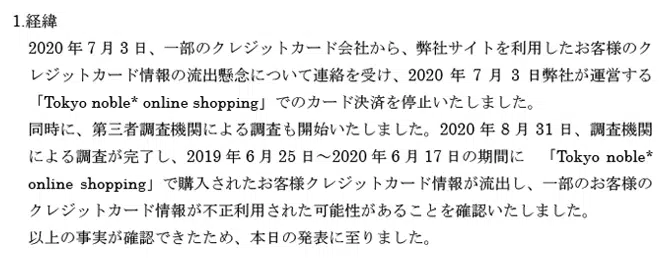 1.経緯
2020年7月3日、一部のクレジットカード会社から、弊社サイトを利用したお客様のク
レジットカード情報の流出懸念について連絡を受け、2020 年 7 月 3 日弊社が運営する
「Tokyo noble* online shopping」でのカード決済を停止いたしました。
同時に、第三者調査機関による調査も開始いたしました。2020 年 8 月 31 日、調査機関
による調査が完了し、2019 年 6 月 25 日～2020 年 6 月 17 日の期間に 「Tokyo noble*
online shopping」で購入されたお客様クレジットカード情報が流出し、一部のお客様の
クレジットカード情報が不正利用された可能性があることを確認いたしました。
以上の事実が確認できたため、本日の発表に至りました。